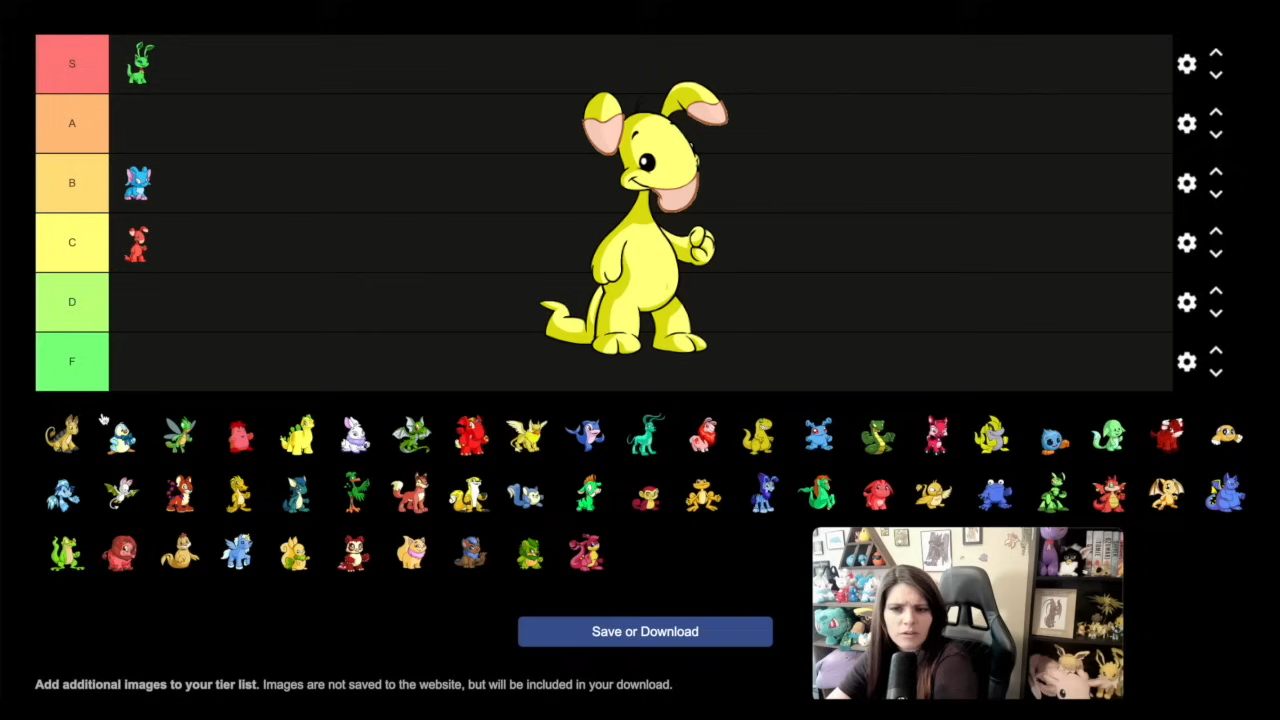 S
A
B
C
D
F
Save or Download
Add additional images to your tier list. Images are not saved to the website, but will be included in your download.